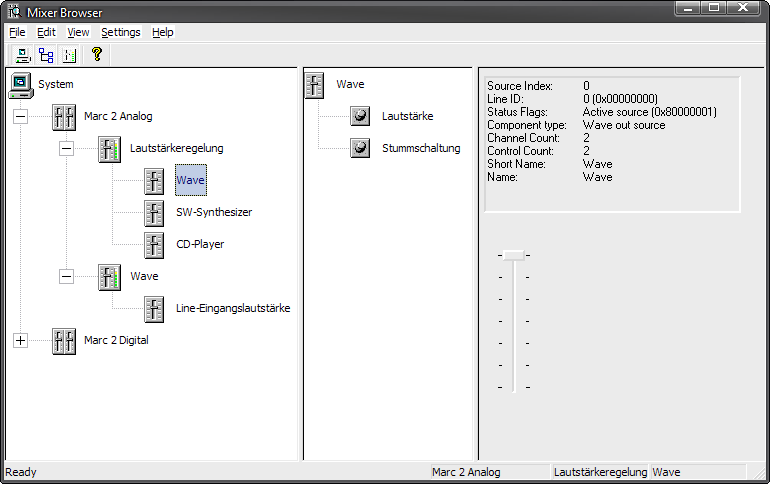 Mixer Browser
File Edit View Settings Help
System
Marc 2 Analog
Lautstärkeregelung
Wave
SW-Synthesizer
CD-Player
Wave
Line-Eingangslautstärke
Marc 2 Digital
Wave
Lautstärke
Stummschaltung
Source Index: 0
Line ID: 0 (0x00000000)
Status Flags: Active source (0x80000001)
Component type: Wave out source
Channel Count: 2
Control Count: 2
Short Name: Wave
Name: Wave
Ready Marc 2 Analog Lautstärkeregelung Wave